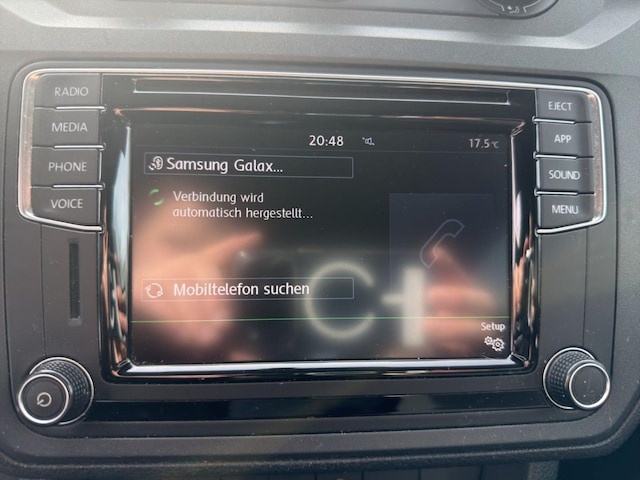 RADIO
MEDIA
PHONE
VOICE
20:48
17.5°C
Samsung Galax...
Verbindung wird
automatisch hergestellt...
Mobiltelefon suchen
Setup
EJECT
APP
SOUND
MENU